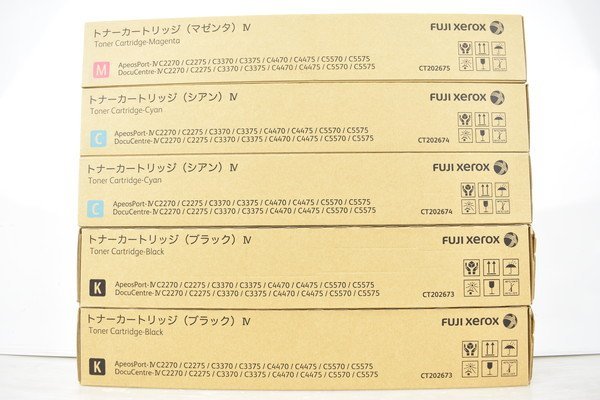 トナーカートリッジ（マゼンタ）Ⅳ
FUJI XEROX
Toner Cartridge-Magenta
M
ApeosPort-ⅣC2270 / C2275 / C3370 / C3375 / C4470 / C4475 / C5570 / C5575
DocuCentre-ⅣC2270 / C2275 / C3370 / C3375 / C4470 / C4475 / C5570 / C5575
CT202675
トナーカートリッジ（シアン）Ⅳ
FUJI XEROX
Toner Cartridge-Cyan
C
ApeosPort-ⅣC2270 / C2275 / C3370 / C3375 / C4470 / C4475 / C5570 / C5575
DocuCentre-ⅣC2270 / C2275 / C3370 / C3375 / C4470 / C4475 / C5570 / C5575
CT202674
トナーカートリッジ（シアン）Ⅳ
FUJI XEROX
Toner Cartridge-Cyan
C
ApeosPort-ⅣC2270 / C2275 / C3370 / C3375 / C4470 / C4475 / C5570 / C5575
DocuCentre-ⅣC2270 / C2275 / C3370 / C3375 / C4470 / C4475 / C5570 / C5575
CT202674
トナーカートリッジ（ブラック）Ⅳ
FUJI XEROX
Toner Cartridge-Black
K
ApeosPort-ⅣC2270 / C2275 / C3370 / C3375 / C4470 / C4475 / C5570 / C5575
DocuCentre-ⅣC2270 / C2275 / C3370 / C3375 / C4470 / C4475 / C5570 / C5575
CT202673
トナーカートリッジ（ブラック）Ⅳ
FUJI XEROX
Toner Cartridge-Black
K
ApeosPort-ⅣC2270 / C2275 / C3370 / C3375 / C4470 / C4475 / C5570 / C5575
DocuCentre-ⅣC2270 / C2275 / C3370 / C3375 / C4470 / C4475 / C5570 / C5575
CT202673